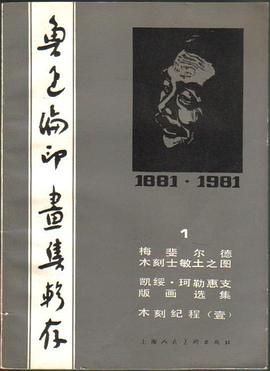 魯迅编印畫集輯存
1881·1981
1
梅斐尔德
木刻士敏土之图
凯绥·珂勒惠支
版画选集
木刻纪程（壹）
上海人民美术出版社